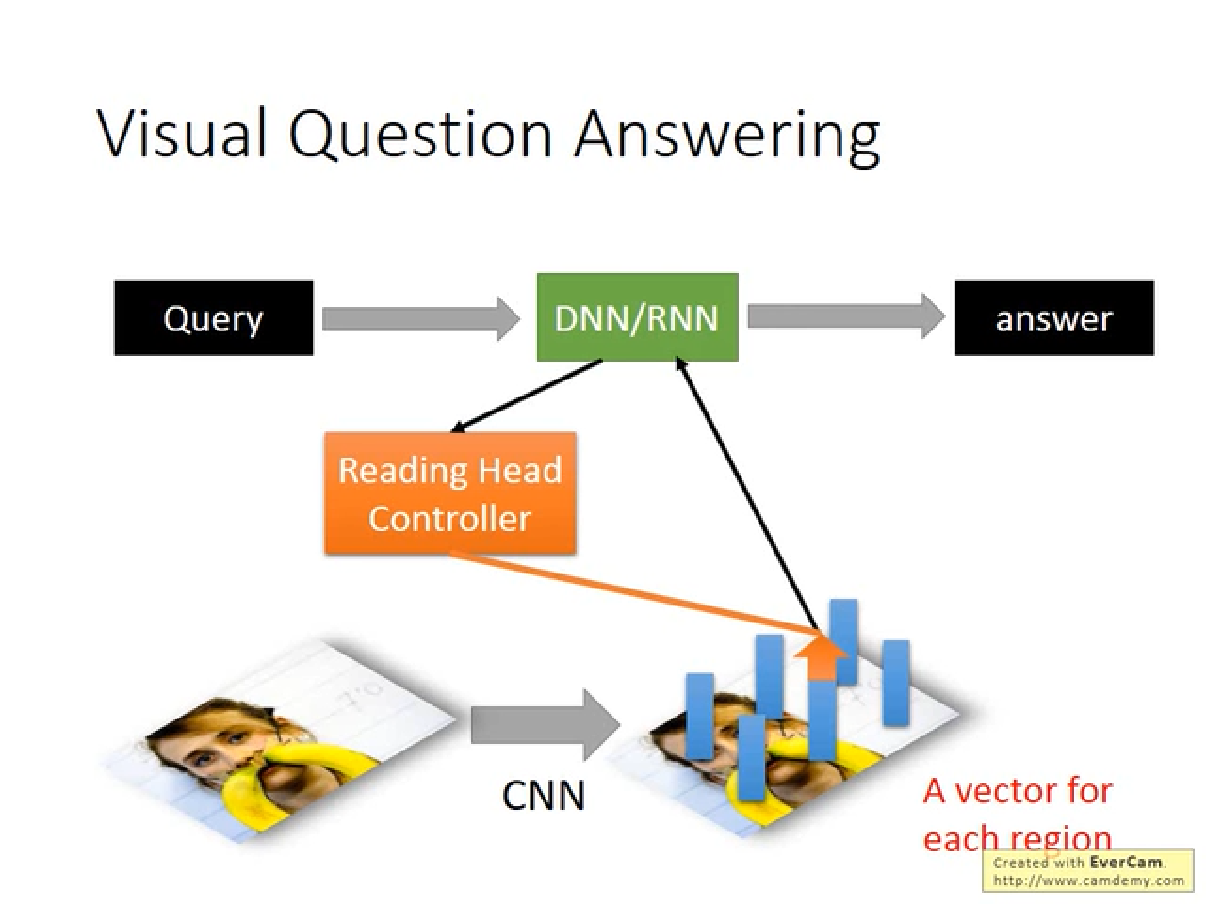 Visual Question Answering
Query
DNN/RNN
answer
Reading Head
Controller
CNN
A vector for
each region
Created with EverCam.
http://www.camdemy.com